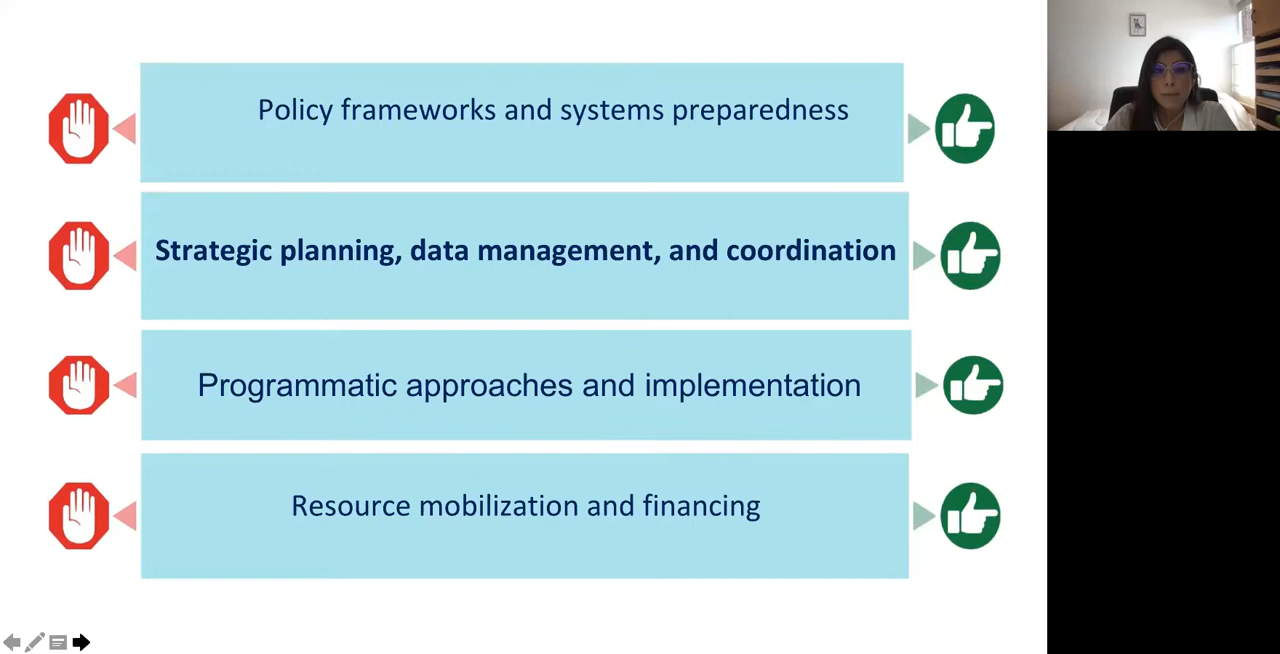 Policy frameworks and systems preparedness
Strategic planning, data management, and coordination
Programmatic approaches and implementation
Resource mobilization and financing